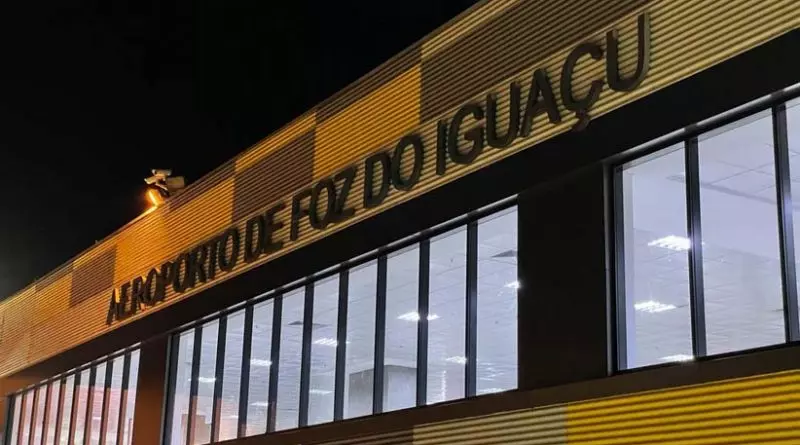 AEROPORTO DE FOZ DO IGUAÇU